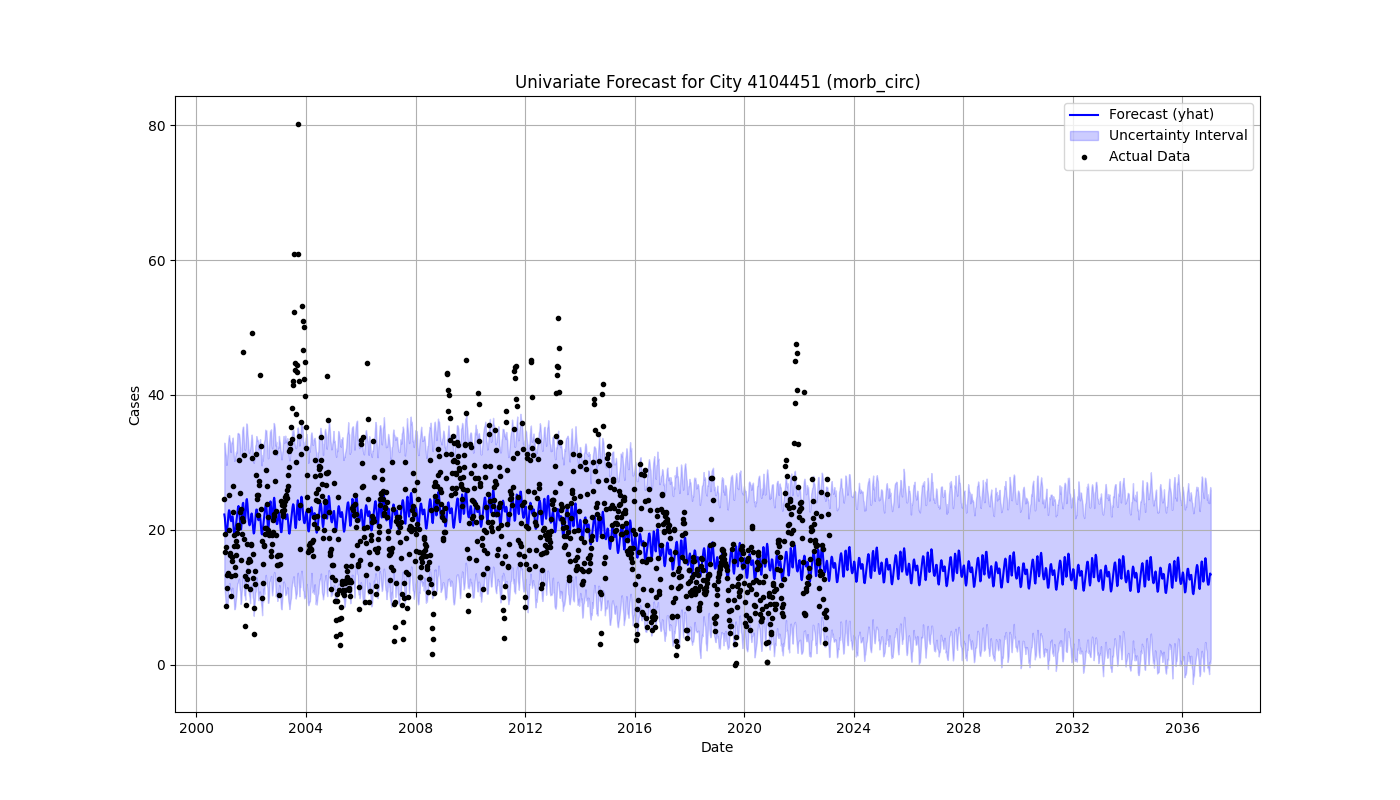 Univariate Forecast for City 4104451 (morb_circ)
Forecast (yhat)
Uncertainty Interval
Actual Data
80
60
40
20
0
Cases
2000 2004 2008 2012 2016 2020 2024 2028 2032 2036
Date